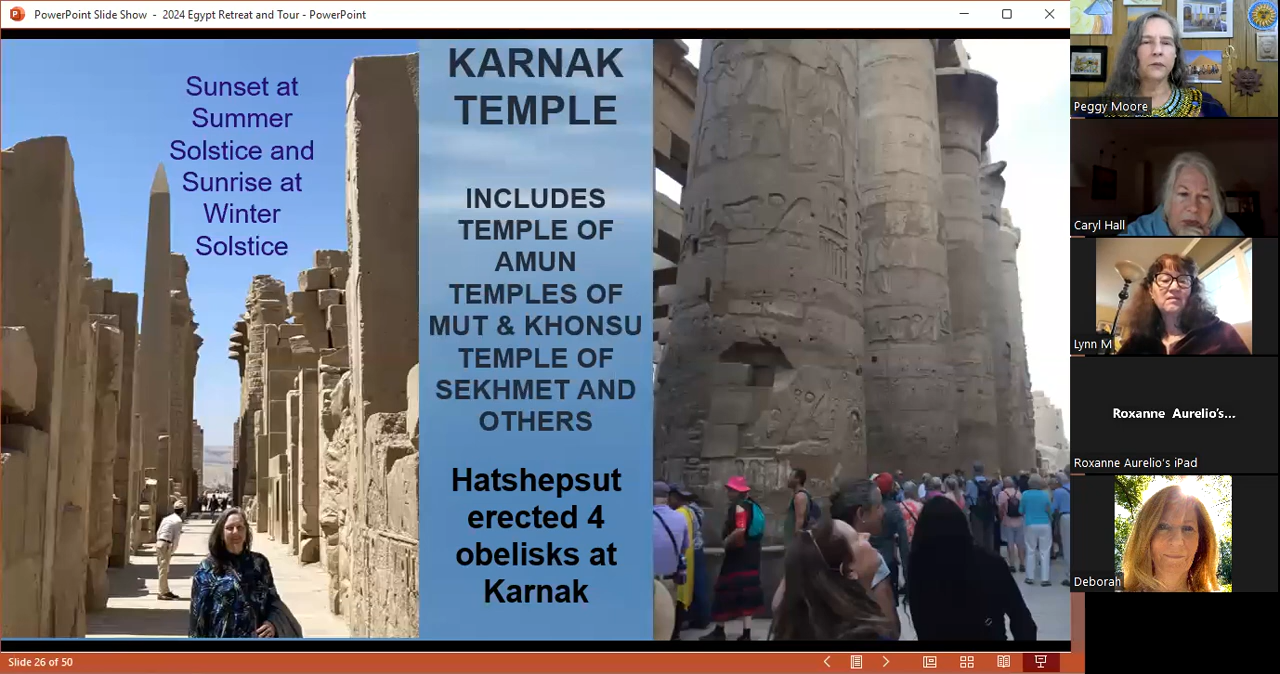 PowerPoint Slide Show - 2024 Egypt Retreat and Tour - PowerPoint
Sunset at
Summer
Solstice and
Sunrise at
Winter
Solstice
KARNAK
TEMPLE
INCLUDES
TEMPLE OF
AMUN
TEMPLES OF
MUT & KHONSU
TEMPLE OF
SEKHMET AND
OTHERS
Hatshepsut
erected 4
obelisks at
Karnak
Peggy Moore
Caryl Hall
Lynn M
Roxanne Aurelio's...
Roxanne Aurelio's iPad
Deborah
Slide 26 of 50